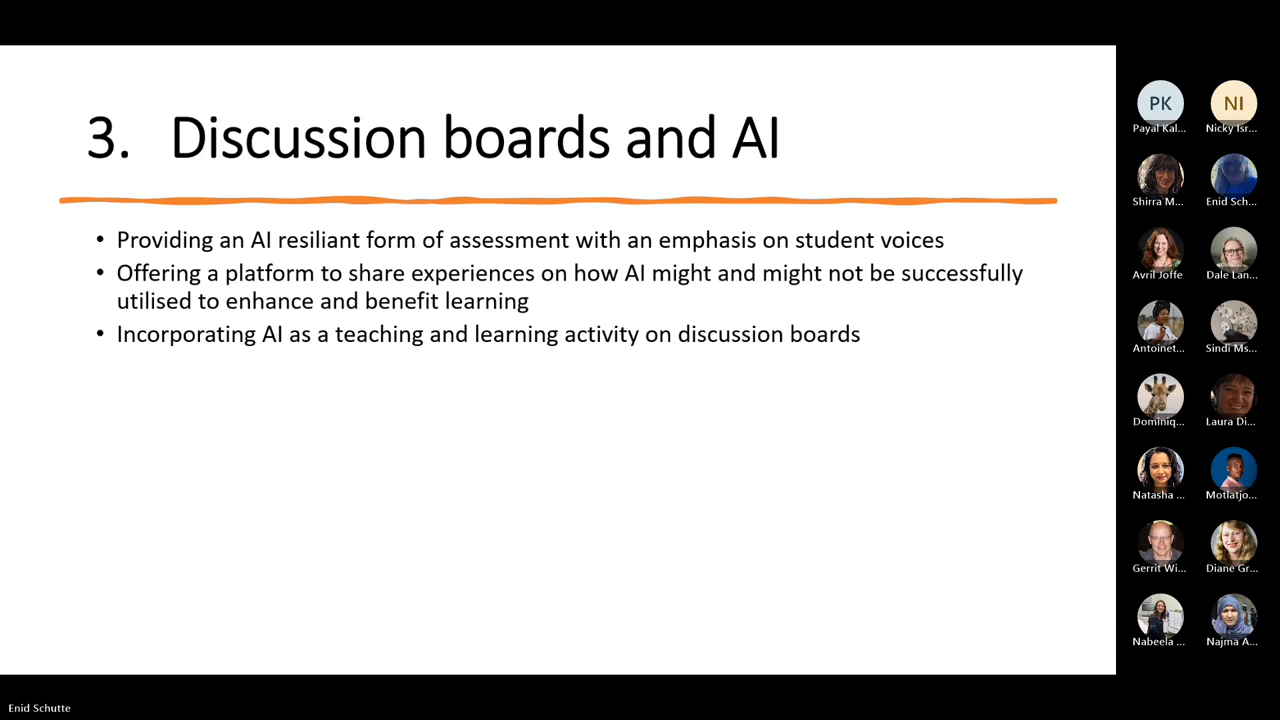 3. Discussion boards and AI
• Providing an AI resiliant form of assessment with an emphasis on student voices
• Offering a platform to share experiences on how AI might and might not be successfully
utilised to enhance and benefit learning
• Incorporating AI as a teaching and learning activity on discussion boards
PK
NI
Payal Kal...
Nicky Isr...
Shirra M...
Enid Sch...
Avril Joffe
Dale Lan...
Antoinet...
Sindi Ms...
Dominiq...
Laura Di...
Natasha ...
Motlatjo...
Gerrit Wi...
Diane Gr...
Nabeela ...
Najma A...
Enid Schutte